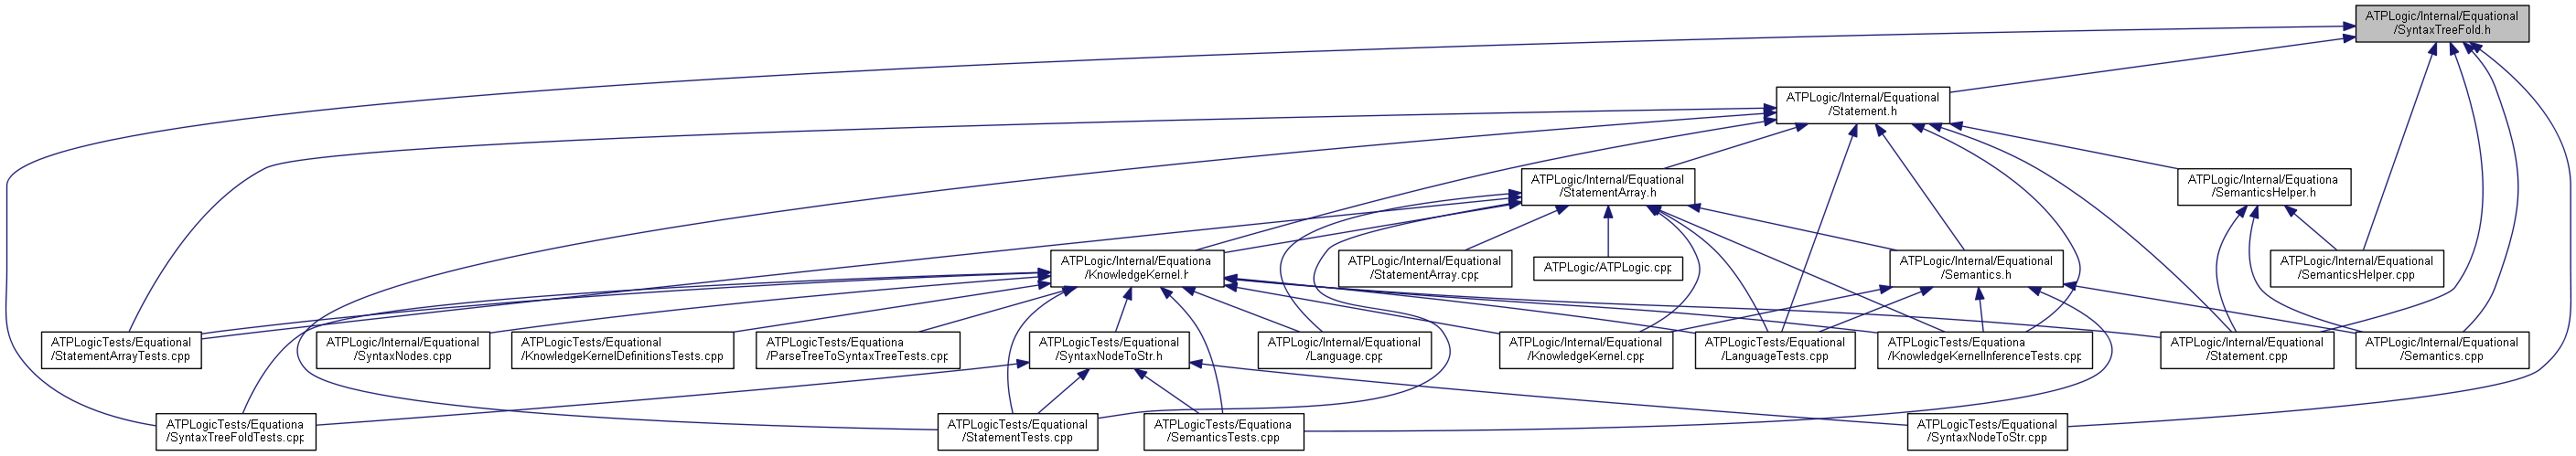 ATPLogic/Internal/Equational
/SyntaxTreeFold.h
ATPLogic/Internal/Equational
/Statement.h
ATPLogic/Internal/Equational
/StatementArray.h
ATPLogic/Internal/Equationa
/SemanticsHelper.h
ATPLogic/Internal/Equationa
/KnowledgeKernel.h
ATPLogic/Internal/Equational
/StatementArray.cpp
ATPLogic/ATPLogic.cpp
ATPLogic/Internal/Equational
/Semantics.h
ATPLogic/Internal/Equational
/SemanticsHelper.cpp
ATPLogicTests/Equational
/StatementArrayTests.cpp
ATPLogic/Internal/Equational
/SyntaxNodes.cpp
ATPLogicTests/Equational
/KnowledgeKernelDefinitionsTests.cpp
ATPLogicTests/Equationa
/ParseTreeToSyntaxTreeTests.cpp
ATPLogicTests/Equational
/SyntaxNodeToStr.h
ATPLogic/Internal/Equational
/Language.cpp
ATPLogic/Internal/Equational
/KnowledgeKernel.cpp
ATPLogicTests/Equational
/LanguageTests.cpp
ATPLogicTests/Equationa
/KnowledgeKernelInferenceTests.cpp
ATPLogic/Internal/Equational
/Statement.cpp
ATPLogic/Internal/Equational
/Semantics.cpp
ATPLogicTests/Equationa
/SyntaxTreeFoldTests.cpp
ATPLogicTests/Equational
/StatementTests.cpp
ATPLogicTests/Equationa
/SemanticsTests.cpp
ATPLogicTests/Equational
/SyntaxNodeToStr.cpp